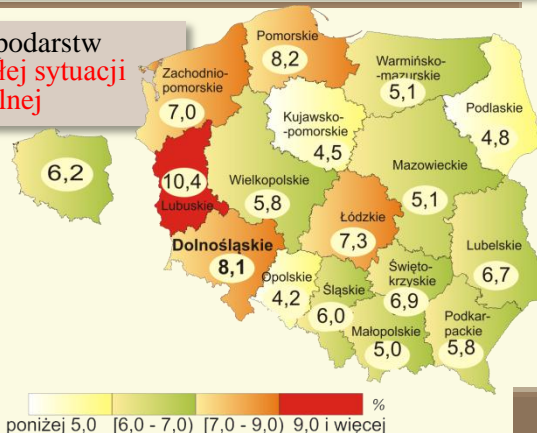 podarstw
ej sytuacji
lnej
Pomorskie
8,2
Zachodnio-
pomorskie
7,0
Warmińsko-
-mazurskie
5,1
Podlaskie
4,8
Kujawsko-
-pomorskie
4,5
6,2
10,4
Lubuskie
Wielkopolskie
5,8
Mazowieckie
5,1
Łódzkie
7,3
Dolnośląskie
8,1
Lubelskie
6,7
Opolskie
4,2
Śląskie
6,0
Święto-
krzyskie
6,9
Małopolskie
5,0
Podkar-
packie
5,8
%
poniżej 5,0 [6,0 - 7,0) [7,0 - 9,0) 9,0 i więcej